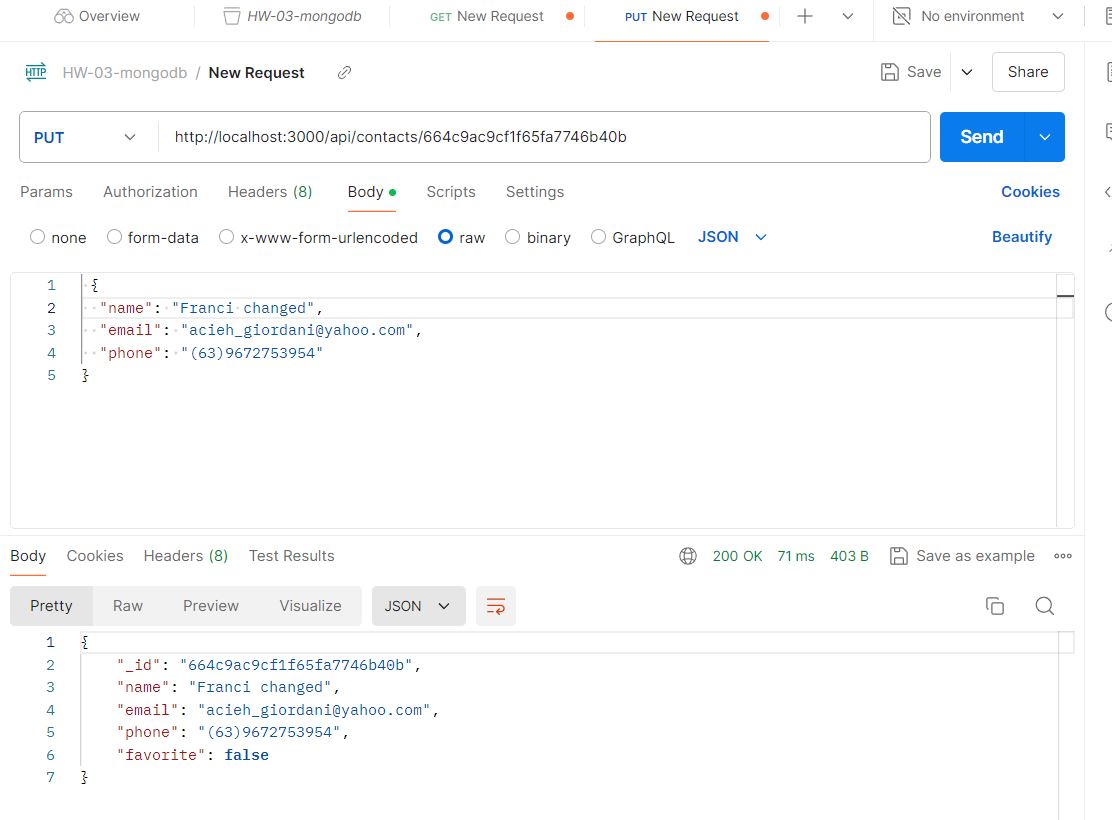 Overview HW-03-mongodb GET New Request PUT New Request No environment
HTTP HW-03-mongodb / New Request Save Share
PUT http://localhost:3000/api/contacts/664c9ac9cf1f65fa7746b40b Send
Params Authorization Headers (8) Body Scripts Settings Cookies
none form-data x-www-form-urlencoded raw binary GraphQL JSON Beautify
1 {
2 "name": "Franci changed",
3 "email": "acieh_giordani@yahoo.com",
4 "phone": "(63)9672753954"
5 }
Body Cookies Headers (8) Test Results 200 OK 71 ms 403 B Save as example
Pretty Raw Preview Visualize JSON
1 {
2 "_id": "664c9ac9cf1f65fa7746b40b",
3 "name": "Franci changed",
4 "email": "acieh_giordani@yahoo.com",
5 "phone": "(63)9672753954",
6 "favorite": false
7 }